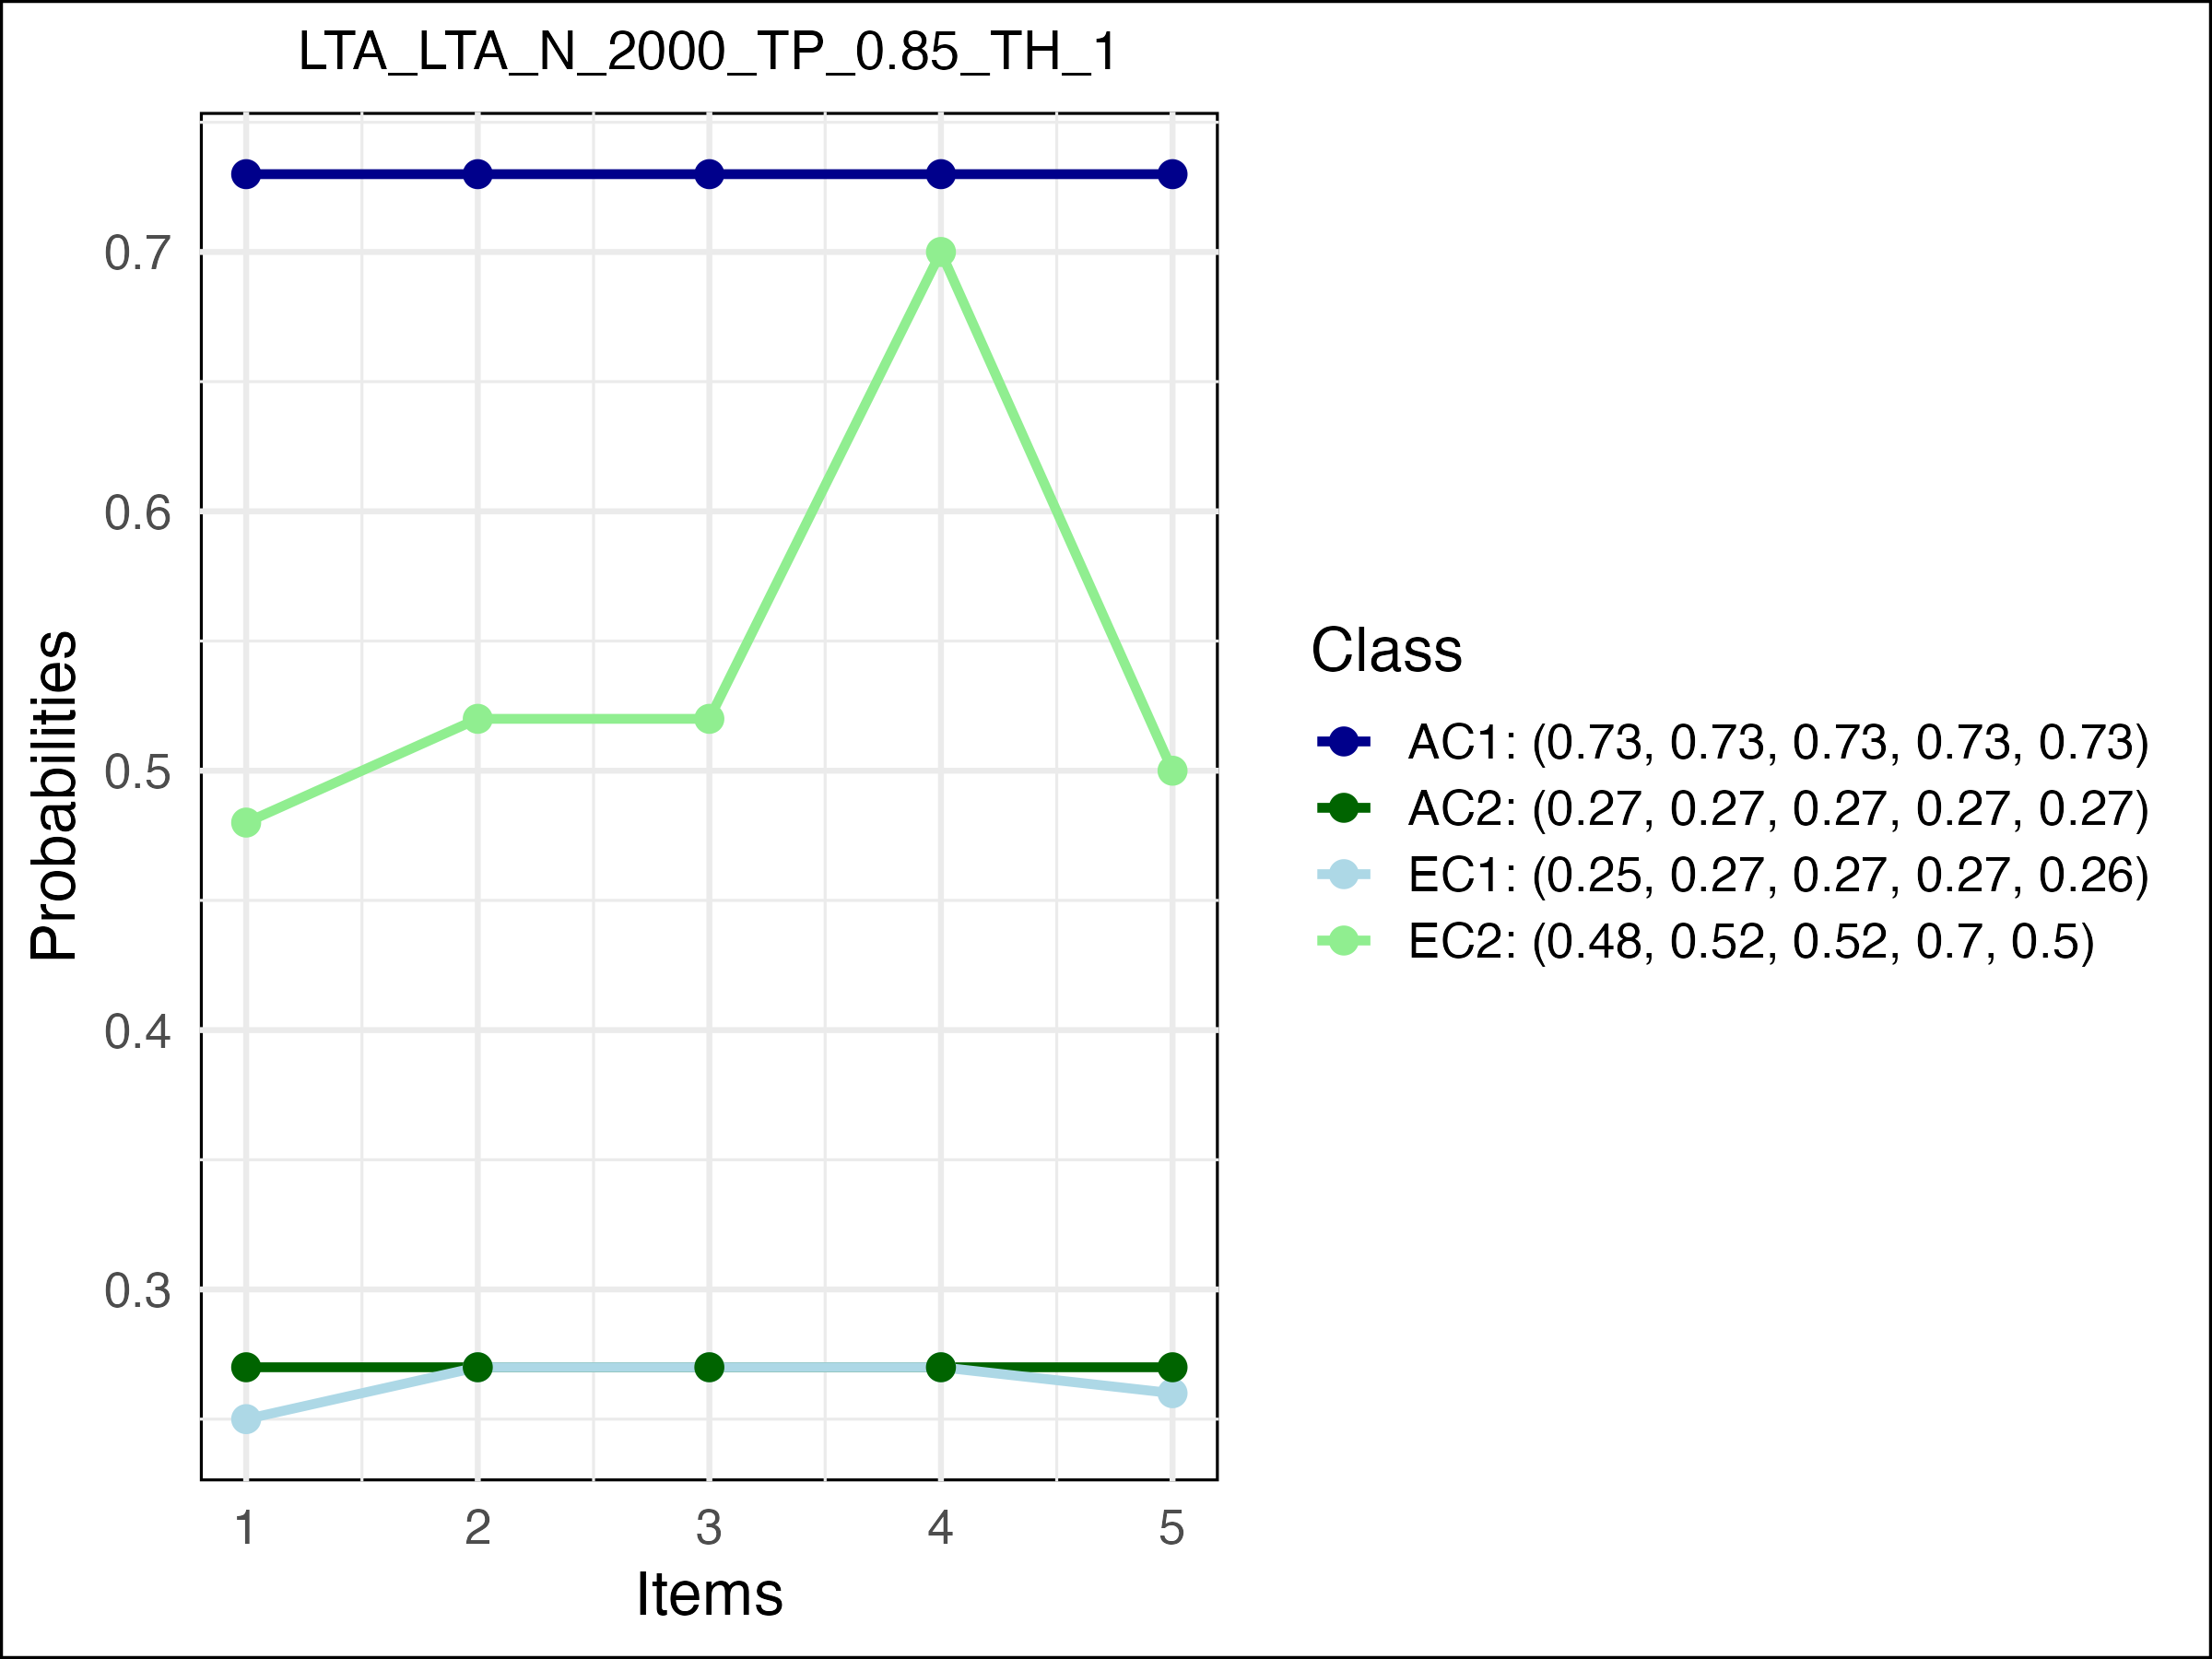 LTA_LTA_N_2000_TP_0.85_TH_1
0.7
0.6
0.5
0.4
0.3
Probabilities
1 2 3 4 5
Items
Class
AC1: (0.73, 0.73, 0.73, 0.73, 0.73)
AC2: (0.27, 0.27, 0.27, 0.27, 0.27)
EC1: (0.25, 0.27, 0.27, 0.27, 0.26)
EC2: (0.48, 0.52, 0.52, 0.7, 0.5)